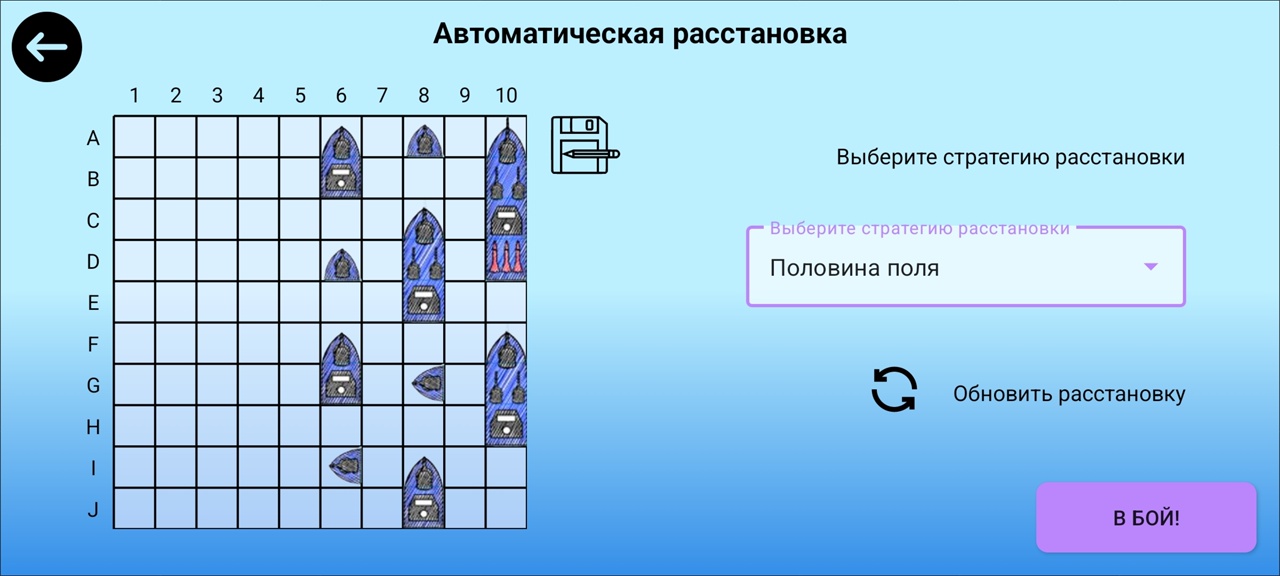 Автоматическая расстановка
1 2 3 4 5 6 7 8 9 10
A
B
C
D
E
F
G
H
I
J
Выберите стратегию расстановки
Выберите стратегию расстановки
Половина поля
Обновить расстановку
В БОЙ!